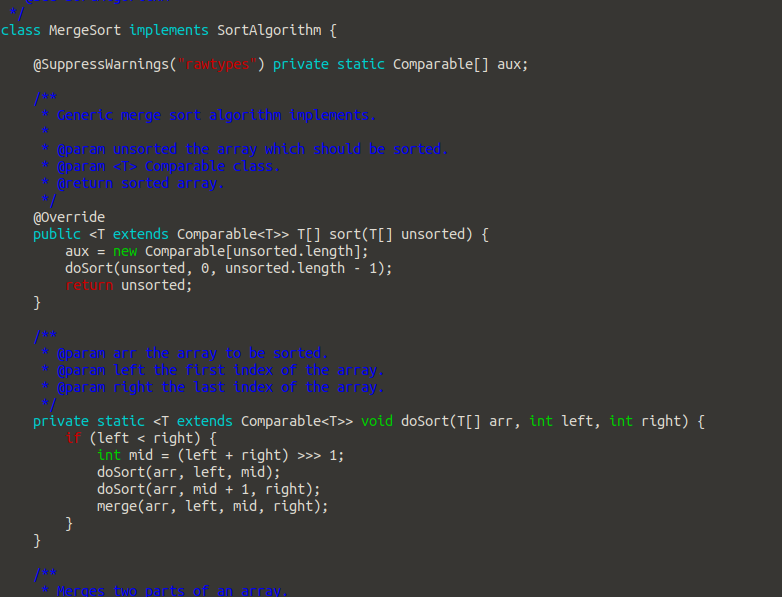 */
class MergeSort implements SortAlgorithm {
@SuppressWarnings("rawtypes") private static Comparable[] aux;
/**
* Generic merge sort algorithm implements.
*
* @param unsorted the array which should be sorted.
* @param <T> Comparable class.
* @return sorted array.
*/
@Override
public <T extends Comparable<T>> T[] sort(T[] unsorted) {
aux = new Comparable[unsorted.length];
doSort(unsorted, 0, unsorted.length - 1);
return unsorted;
}
/**
* @param arr the array to be sorted.
* @param left the first index of the array.
* @param right the last index of the array.
*/
private static <T extends Comparable<T>> void doSort(T[] arr, int left, int right) {
if (left < right) {
int mid = (left + right) >>> 1;
doSort(arr, left, mid);
doSort(arr, mid + 1, right);
merge(arr, left, mid, right);
}
}
/**
* Merges two parts of an array.